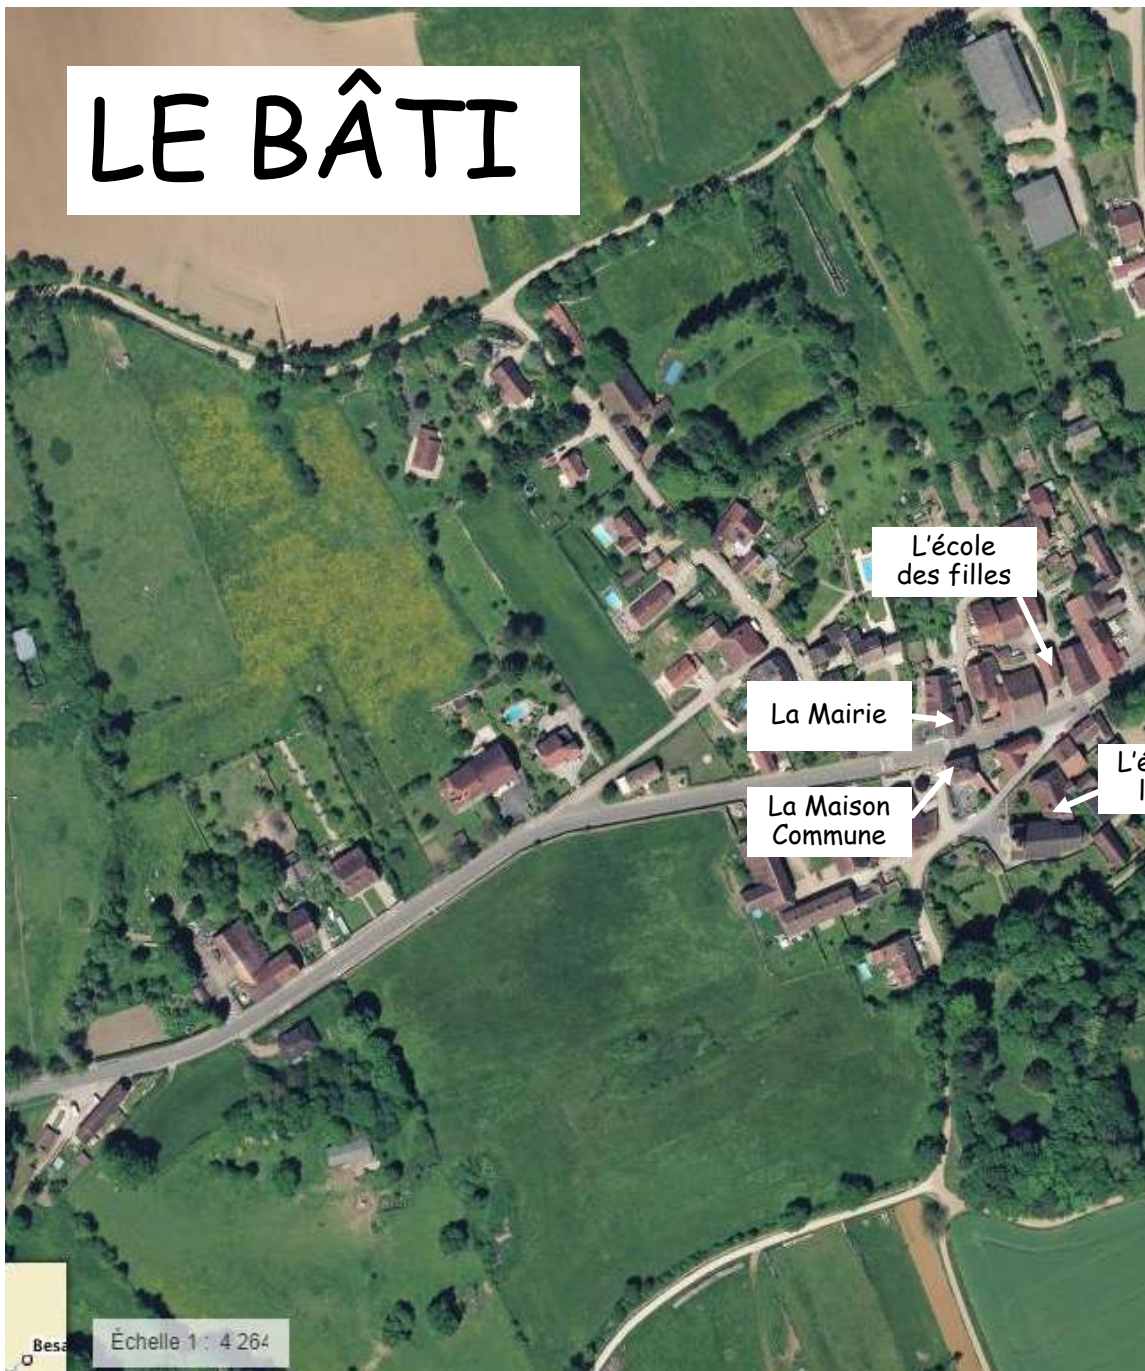 LE BÂTI
L'école
des filles
La Mairie
La Maison
Commune
Échelle 1 : 4 264